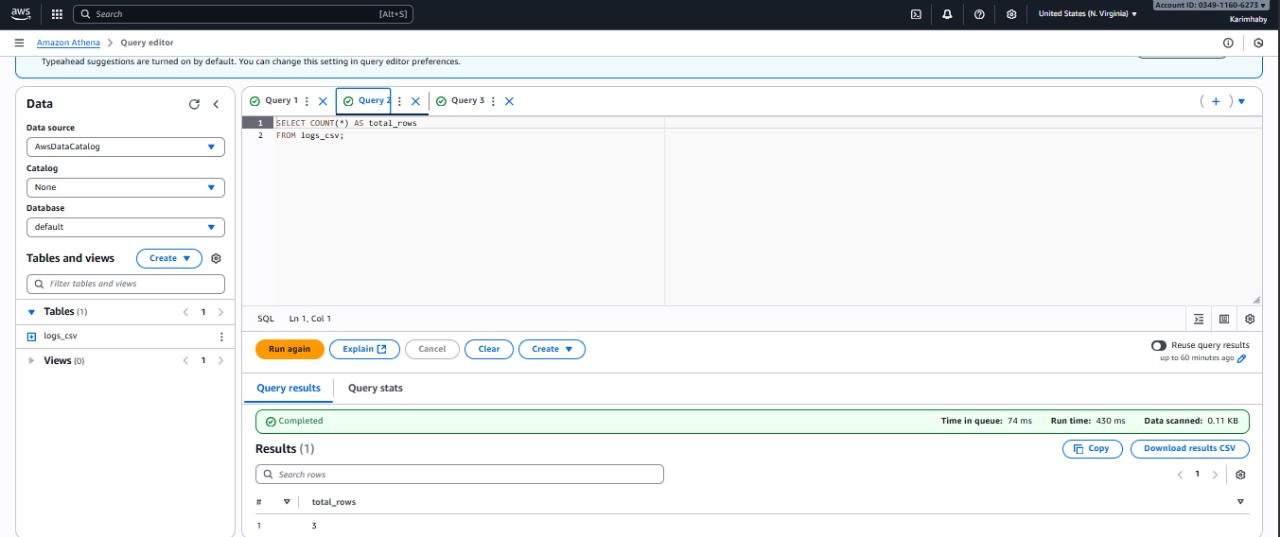 aws
Search [Alt+S]
United States (N. Virginia)
Account ID: 0349-1160-6273
Karimhaby
Amazon Athena > Query editor
Typeahead suggestions are turned on by default. You can change this setting in query editor preferences.
Data
Data source
AwsDataCatalog
Catalog
None
Database
default
Tables and views Create
Filter tables and views
Tables (1) < 1 >
logs_csv
Views (0) < 1 >
Query 1 Query 2 Query 3
1 SELECT COUNT(*) AS total_rows
2 FROM logs_csv;
SQL Ln 1, Col 1
Run again Explain Cancel Clear Create
Reuse query results
up to 60 minutes ago
Query results Query stats
Completed Time in queue: 74 ms Run time: 430 ms Data scanned: 0.11 KB
Results (1) Copy Download results CSV
Search rows < 1 >
# total_rows
1 3